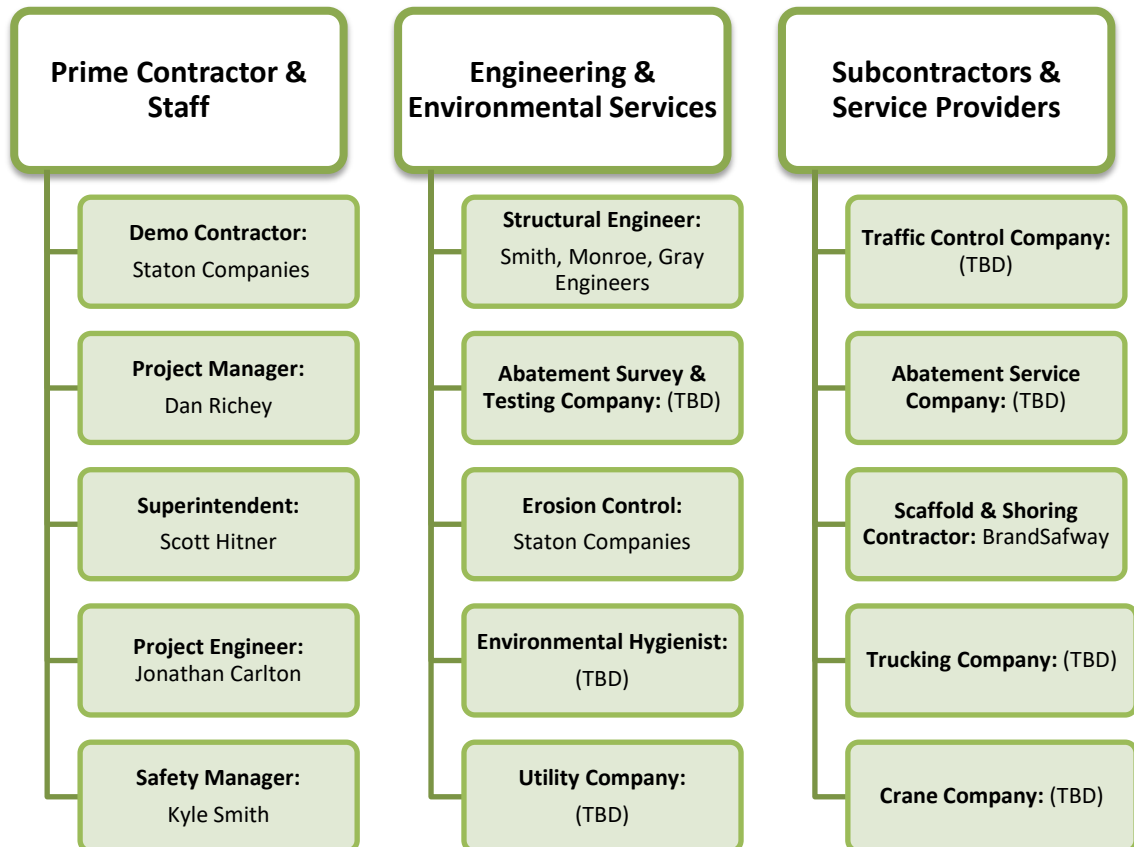 Prime Contractor &
Staff
Demo Contractor:
Staton Companies
Project Manager:
Dan Richey
Superintendent:
Scott Hitner
Project Engineer:
Jonathan Carlton
Safety Manager:
Kyle Smith
Engineering &
Environmental Services
Structural Engineer:
Smith, Monroe, Gray
Engineers
Abatement Survey &
Testing Company: (TBD)
Erosion Control:
Staton Companies
Environmental Hygienist:
(TBD)
Utility Company:
(TBD)
Subcontractors &
Service Providers
Traffic Control Company:
(TBD)
Abatement Service
Company: (TBD)
Scaffold & Shoring
Contractor: BrandSafway
Trucking Company: (TBD)
Crane Company: (TBD)